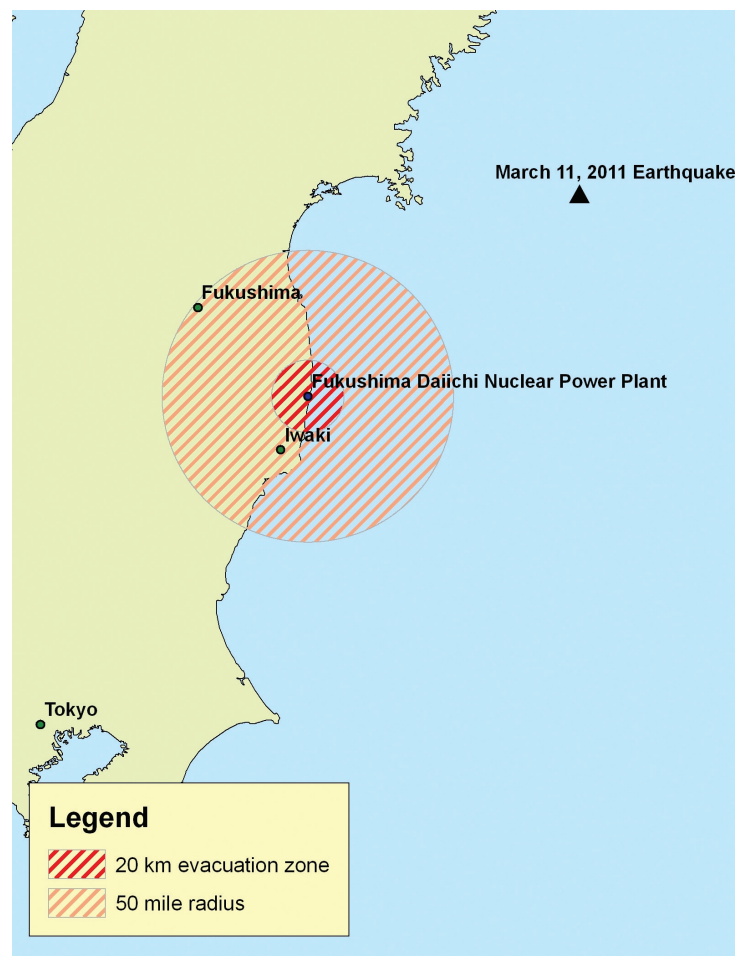 March 11, 2011 Earthquake
Fukushima
Fukushima Daiichi Nuclear Power Plant
Iwaki
Tokyo
Legend
20 km evacuation zone
50 mile radius